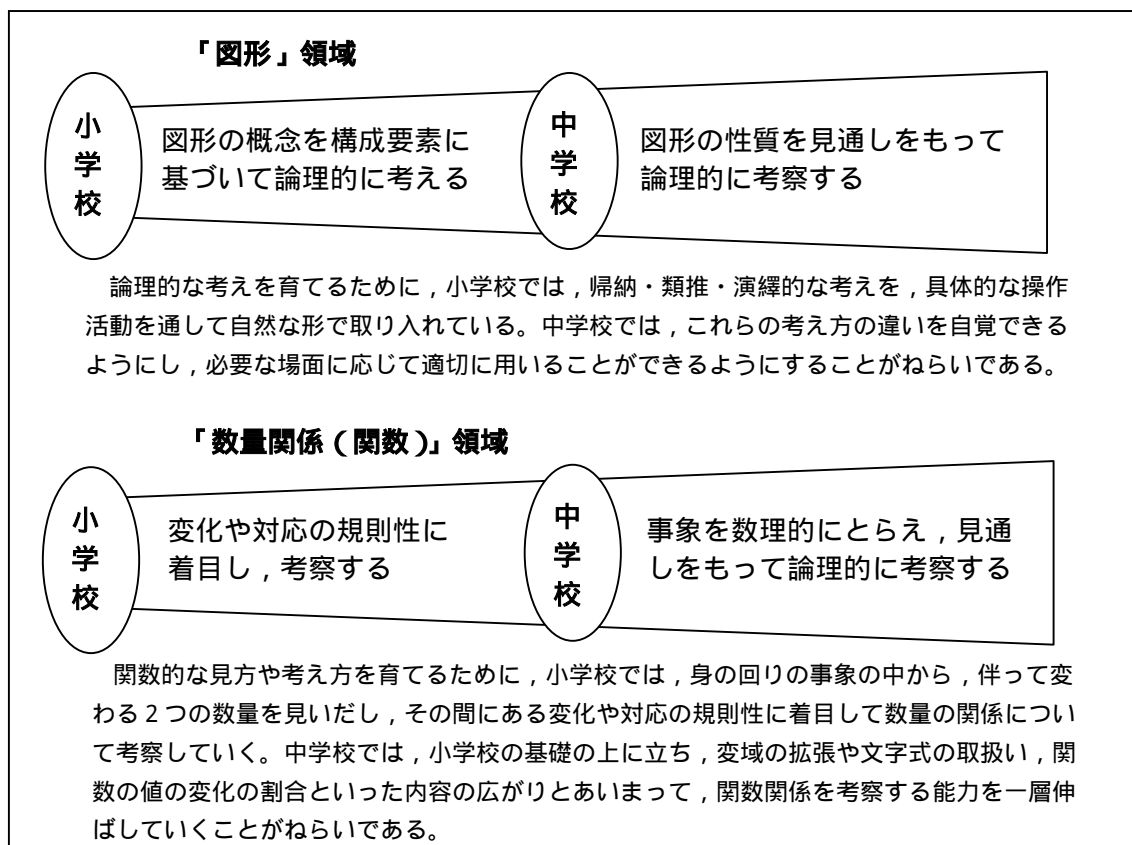 「図形」領域
小学校
図形の概念を構成要素に
基づいて論理的に考える
中学校
図形の性質を見通しをもって
論理的に考察する
論理的な考えを育てるために，小学校では，帰納・類推・演繹的な考えを，具体的な操作
活動を通して自然な形で取り入れている。中学校では，これらの考え方の違いを自覚できる
ようにし，必要な場面に応じて適切に用いることができるようにすることがねらいである。
「数量関係（関数）」領域
小学校
変化や対応の規則性に
着目し，考察する
中学校
事象を数理的にとらえ，見通
しをもって論理的に考察する
関数的な見方や考え方を育てるために，小学校では，身の回りの事象の中から，伴って変
わる２つの数量を見いだし，その間にある変化や対応の規則性に着目して数量の関係につい
て考察していく。中学校では，小学校の基礎の上に立ち，変域の拡張や文字式の取扱い，関
数の値の変化の割合といった内容の広がりとあいまって，関数関係を考察する能力を一層伸
ばしていくことがねらいである。